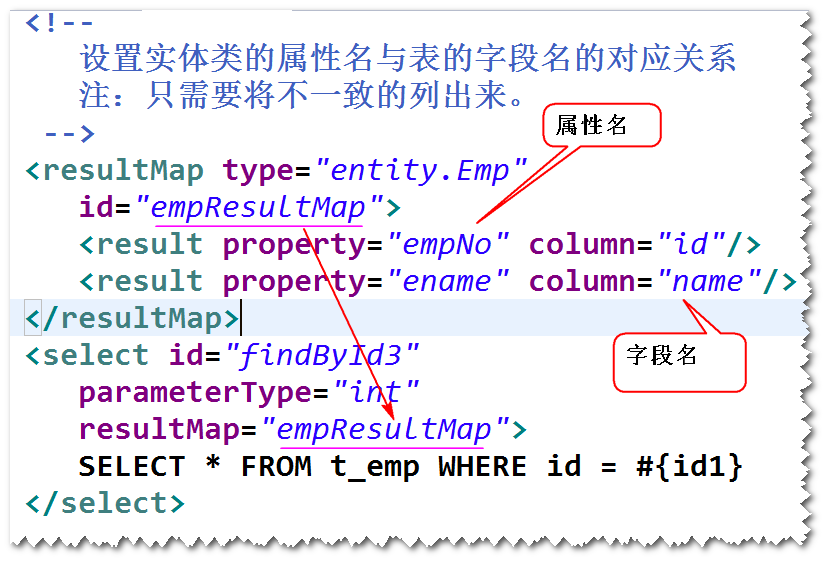 <!--
设置实体类的属性名与表的字段名的对应关系
注：只需要将不一致的列出来。
-->
属性名
<resultMap type="entity.Emp"
id="empResultMap">
<result property="empNo" column="id"/>
<result property="ename" column="name"/>
</resultMap>
字段名
<select id="findById3"
parameterType="int"
resultMap="empResultMap">
SELECT * FROM t_emp WHERE id = #{id1}
</select>